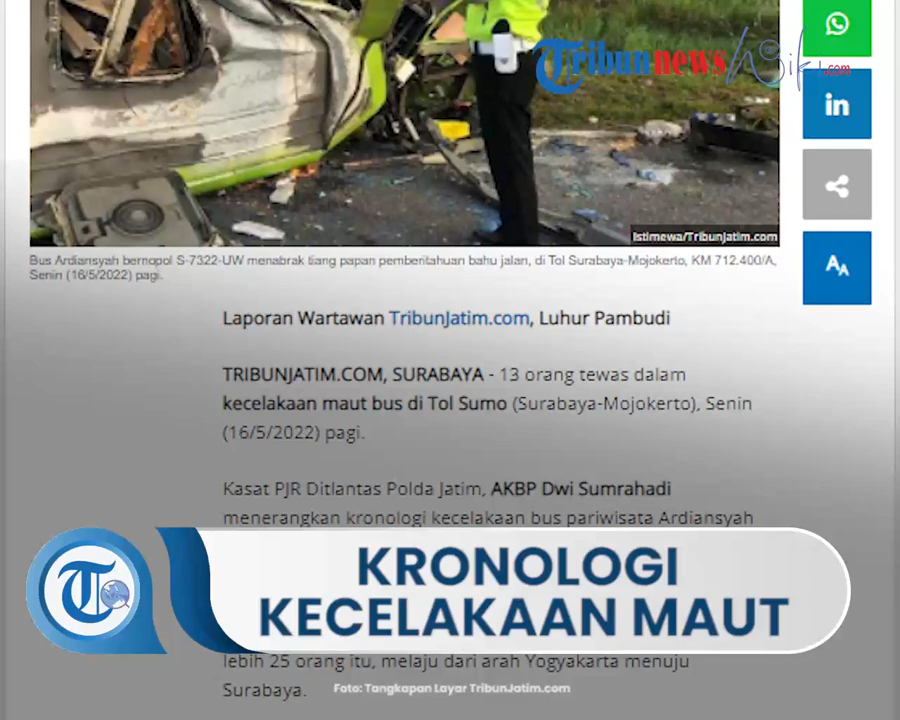 Tribunnews Wiki.com
Istimewa/TribunJatim.com
Bus Ardiansyah bernopol S-7322-UW menabrak tiang papan pemberitahuan bahu jalan, di Tol Surabaya-Mojokerto, KM 712.400/A,
Senin (16/5/2022) pagi.
in
AA
Laporan Wartawan TribunJatim.com, Luhur Pambudi
TRIBUNJATIM.COM, SURABAYA - 13 orang tewas dalam
kecelakaan maut bus di Tol Sumo (Surabaya-Mojokerto), Senin
(16/5/2022) pagi.
Kasat PJR Ditlantas Polda Jatim, AKBP Dwi Sumrahadi
menerangkan kronologi kecelakaan bus pariwisata Ardiansyah
T
KRONOLOGI
KECELAKAAN MAUT
lebih 25 orang itu, melaju dari arah Yogyakarta menuju
Surabaya.
Foto: Tangkapan Layar TribunJatim.com